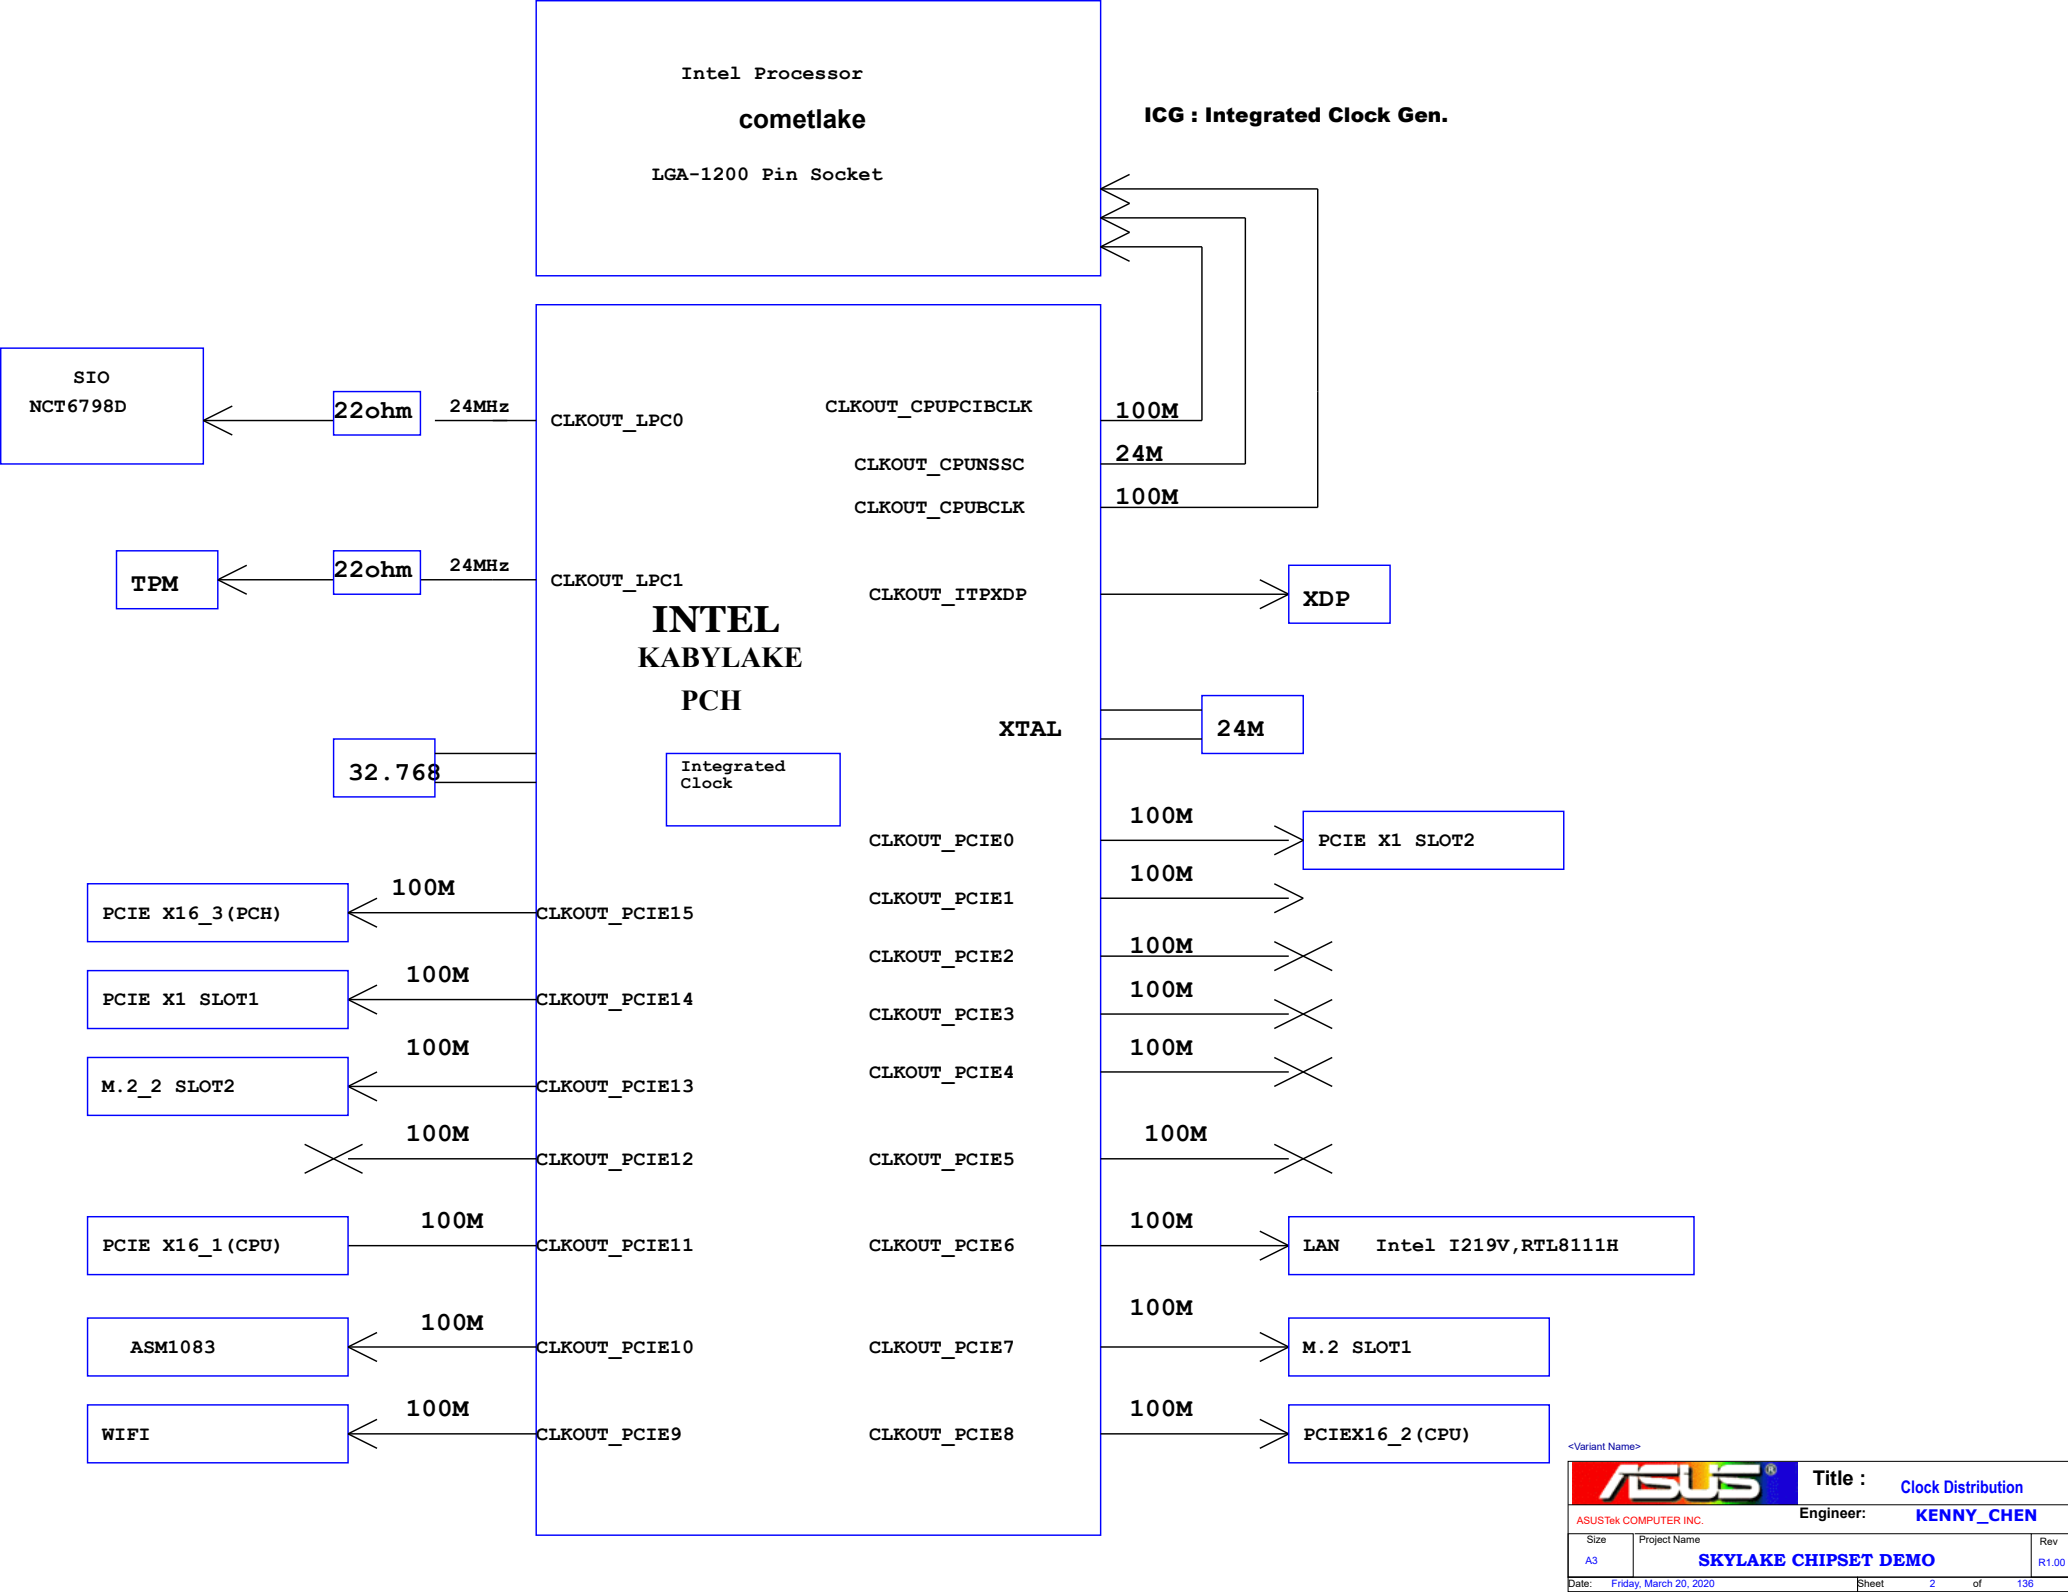 Intel Processor
cometlake
LGA-1200 Pin Socket
ICG : Integrated Clock Gen.
SIO
NCT6798D
22ohm
24MHz
CLKOUT_LPC0
CLKOUT_CPUPCIBCLK
100M
CLKOUT_CPUNSSC
24M
CLKOUT_CPUBCLK
100M
TPM
22ohm
24MHz
CLKOUT_LPC1
CLKOUT_ITPXDP
XDP
INTEL
KABYLAKE
PCH
XTAL
24M
32.768
Integrated
Clock
CLKOUT_PCIE0
100M
PCIE X1 SLOT2
CLKOUT_PCIE1
100M
PCIE X16_3(PCH)
100M
CLKOUT_PCIE15
CLKOUT_PCIE2
100M
PCIE X1 SLOT1
100M
CLKOUT_PCIE14
CLKOUT_PCIE3
100M
M.2_2 SLOT2
100M
CLKOUT_PCIE13
CLKOUT_PCIE4
100M
100M
CLKOUT_PCIE12
CLKOUT_PCIE5
100M
PCIE X16_1(CPU)
100M
CLKOUT_PCIE11
CLKOUT_PCIE6
100M
LAN Intel I219V,RTL8111H
ASM1083
100M
CLKOUT_PCIE10
CLKOUT_PCIE7
100M
M.2 SLOT1
WIFI
100M
CLKOUT_PCIE9
CLKOUT_PCIE8
100M
PCIEX16_2(CPU)
<Variant Name>
ASUS®
Title : Clock Distribution
ASUSTek COMPUTER INC.
Engineer: KENNY_CHEN
Size
A3
Project Name
SKYLAKE CHIPSET DEMO
Rev
R1.00
Date: Friday, March 20, 2020
Sheet 2 of 136